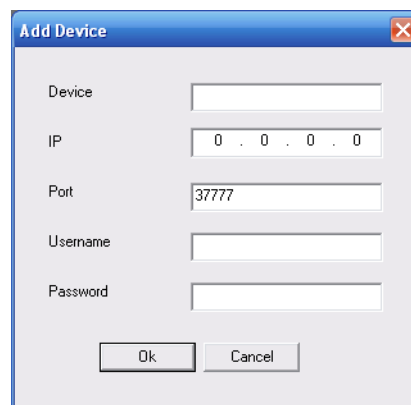 Add Device
Device
IP 0 . 0 . 0 . 0
Port 37777
Username
Password
Ok Cancel